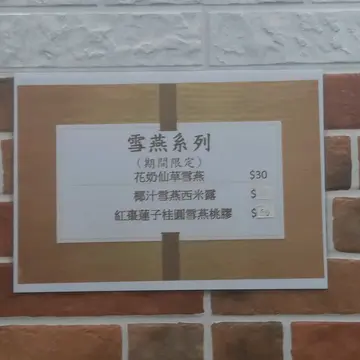 雪燕系列
(期間限定)
花奶仙草雪燕 $30
椰汁雪燕西米露 $
紅棗蓮子桂圓雪燕桃膠 $